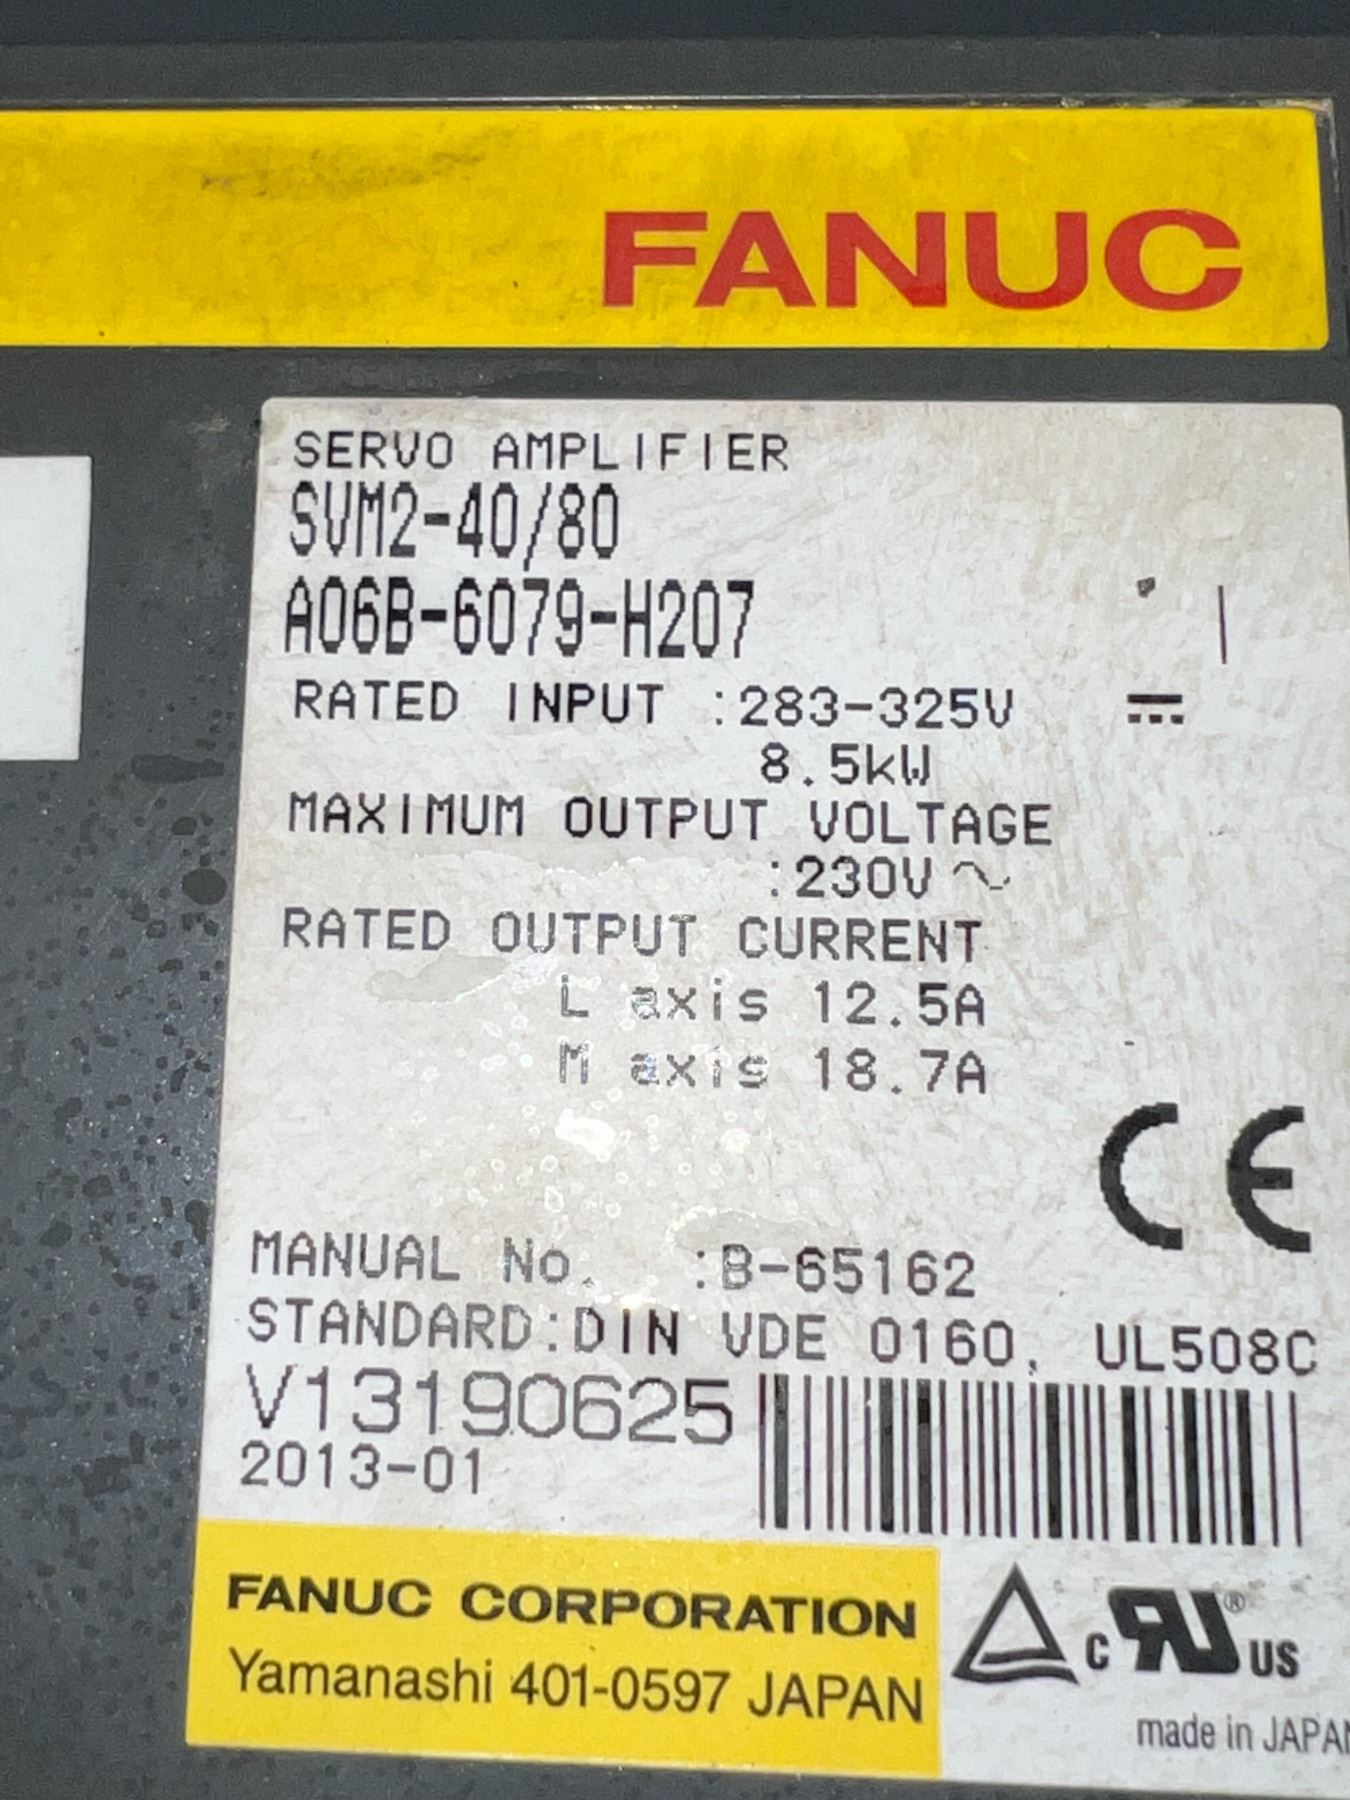 FANUC
SERVO AMPLIFIER
SVM2-40/80
A06B-6079-H207
RATED INPUT :283-325V ⎓
8.5kW
MAXIMUM OUTPUT VOLTAGE
:230V ~
RATED OUTPUT CURRENT
L axis 12.5A
M axis 18.7A
CE
MANUAL No. :B-65162
STANDARD:DIN VDE 0160, UL508C
V13190625
2013-01
FANUC CORPORATION
Yamanashi 401-0597 JAPAN
c RU ® US
made in JAPAN